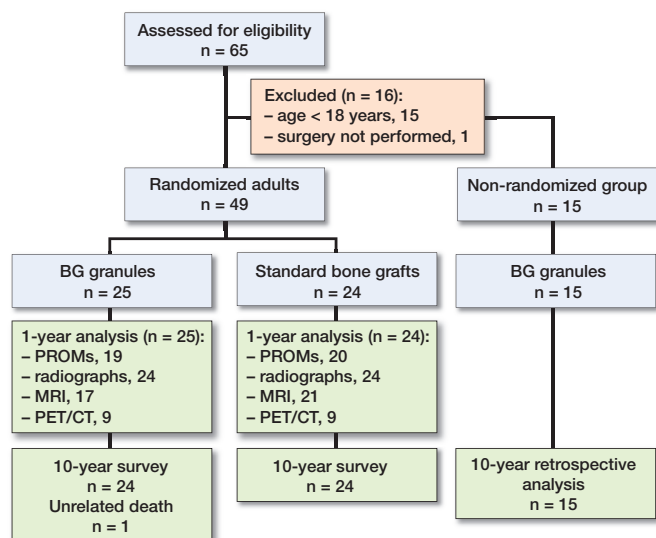 Assessed for eligibility
n = 65
Excluded (n = 16):
– age < 18 years, 15
– surgery not performed, 1
Randomized adults
n = 49
Non-randomized group
n = 15
BG granules
n = 25
Standard bone grafts
n = 24
BG granules
n = 15
1-year analysis (n = 25):
– PROMs, 19
– radiographs, 24
– MRI, 17
– PET/CT, 9
1-year analysis (n = 24):
– PROMs, 20
– radiographs, 24
– MRI, 21
– PET/CT, 9
10-year survey
n = 24
Unrelated death
n = 1
10-year survey
n = 24
10-year retrospective
analysis
n = 15